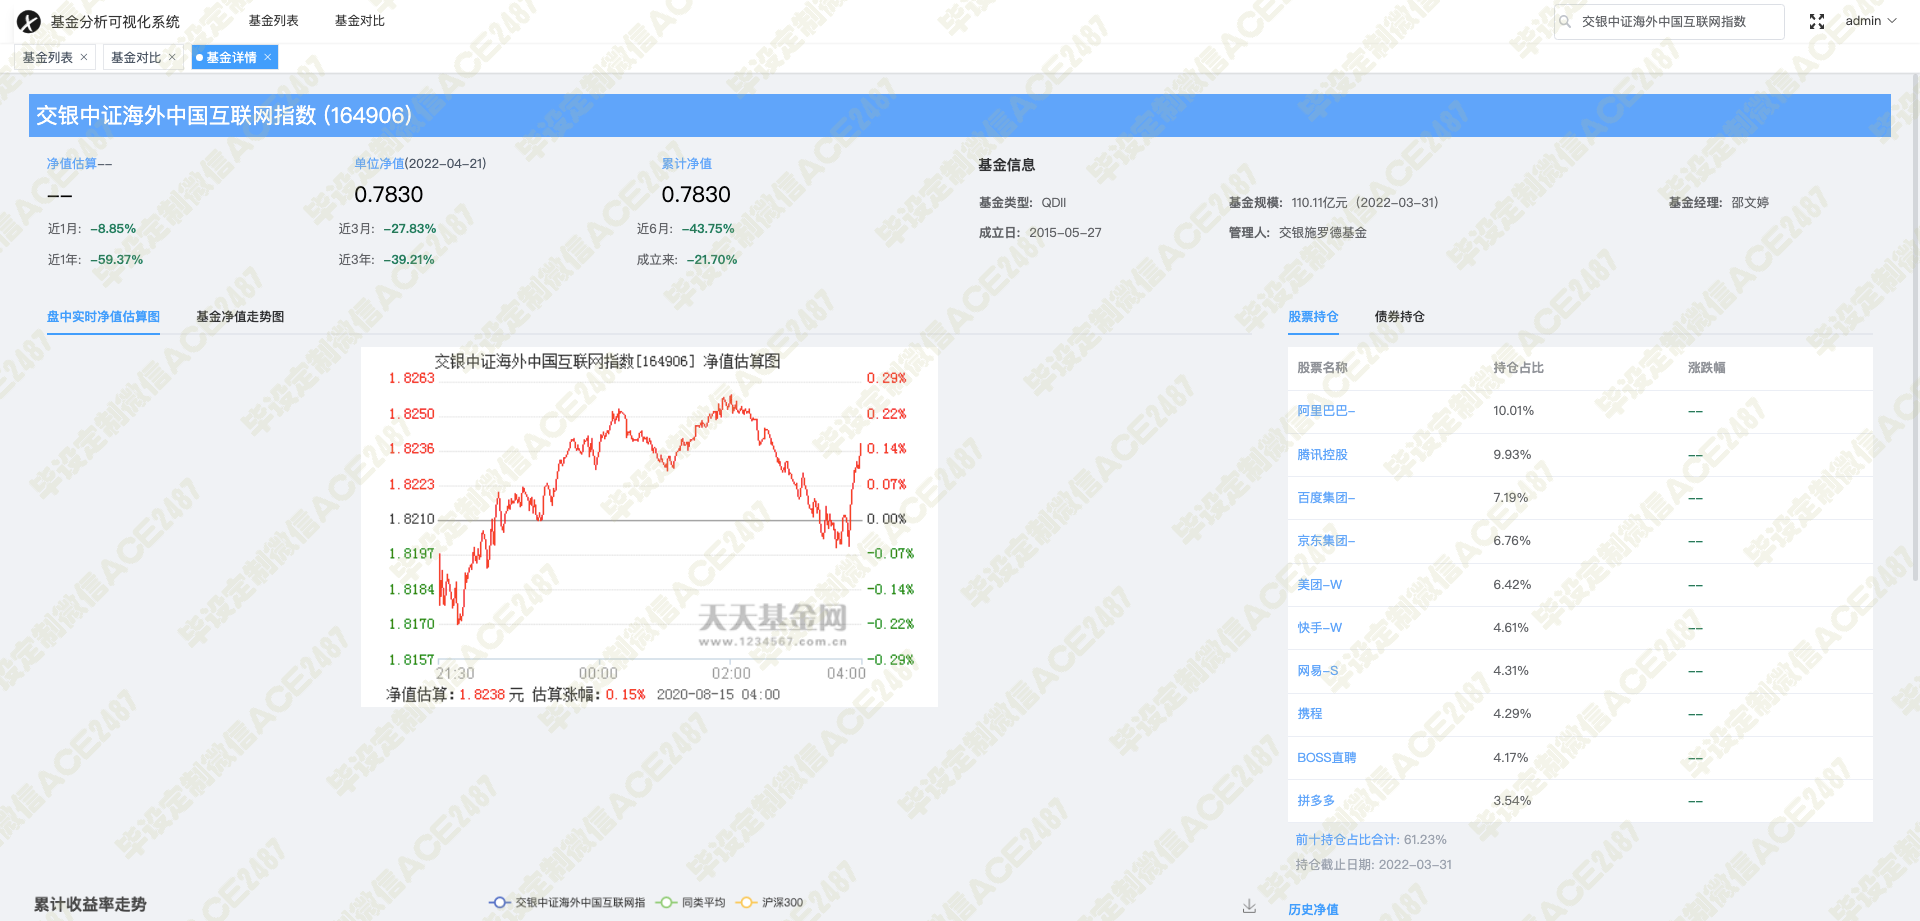 基金分析可视化系统
基金列表
基金对比
交银中证海外中国互联网指数
admin
基金列表 ×
基金对比 ×
基金详情 ×
交银中证海外中国互联网指数 (164906)
净值估算--
单位净值(2022-04-21)
累计净值
--
0.7830
0.7830
近1月: -8.85%
近3月: -27.83%
近6月: -43.75%
近1年: -59.37%
近3年: -39.21%
成立来: -21.70%
基金信息
基金类型: QDII
基金规模: 110.11亿元 (2022-03-31)
基金经理: 邵文婷
成立日: 2015-05-27
管理人: 交银施罗德基金
盘中实时净值估算图
基金净值走势图
交银中证海外中国互联网指数[164906] 净值估算图
1.8263 0.29%
1.8250 0.22%
1.8236 0.14%
1.8223 0.07%
1.8210 0.00%
1.8197 -0.07%
1.8184 -0.14%
1.8170 -0.22%
1.8157 -0.29%
天天基金网
www.1234567.com.cn
21:30 00:00 02:00 04:00
净值估算:1.8238 元 估算涨幅: 0.15% 2020-08-15 04:00
股票持仓
债券持仓
股票名称 持仓占比 涨跌幅
阿里巴巴- 10.01% --
腾讯控股 9.93% --
百度集团- 7.19% --
京东集团- 6.76% --
美团-W 6.42% --
快手-W 4.61% --
网易-S 4.31% --
携程 4.29% --
BOSS直聘 4.17% --
拼多多 3.54% --
前十持仓占比合计: 61.23%
持仓截止日期: 2022-03-31
累计收益率走势
交银中证海外中国互联网指
同类平均
沪深300
历史净值
毕设定制微信ACE2487